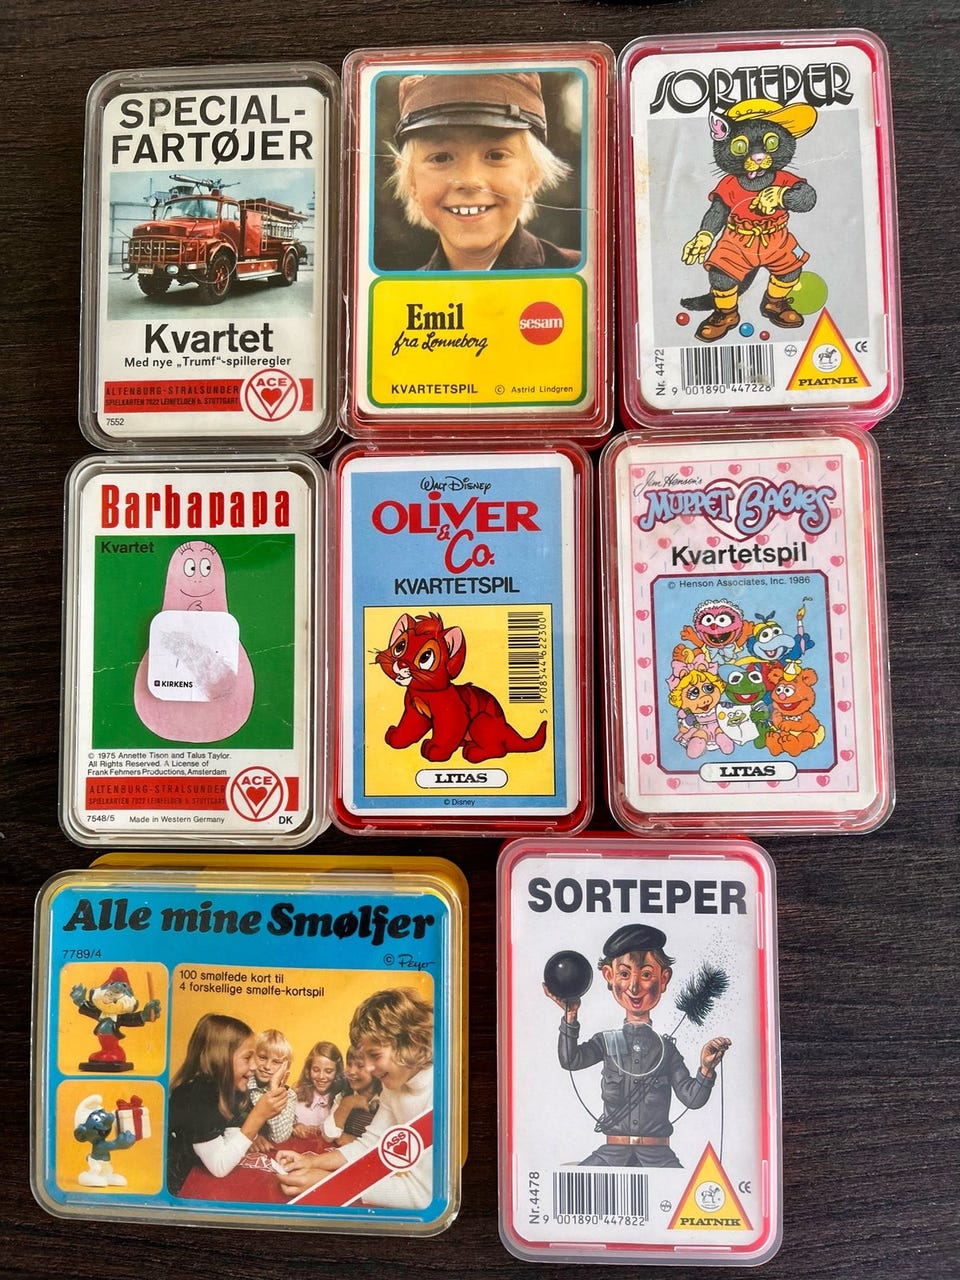 SPECIAL-
FARTØJER
Kvartet
Med nye „Trumf"-spilleregler
ALTENBURG-STRALSUNDER
SPIELKARTEN 7022 LEINFELDEN b. STUTTGART
ACE
7552
Emil
fra Lønneberg
sesam
KVARTETSPIL
© Astrid Lindgren
SORTEPER
Nr. 4472
9 001890 447228
PIATNIK
CE
Barbapapa
Kvartet
KIRKENS
© 1975 Annette Tison and Talus Taylor.
All Rights Reserved. A License of
Frank Fehmers Productions, Amsterdam
ALTENBURG-STRALSUNDER
SPIELKARTEN 7022 LEINFELDEN b. STUTTGART
ACE
7548/5
Made in Western Germany
DK
WALT DISNEY
OLIVER
& Co.
KVARTETSPIL
5 708544 622300
LITAS
© Disney
Jim Henson's
MUPPET BABIES
Kvartetspil
© Henson Associates, Inc. 1986
LITAS
Alle mine Smølfer
7789/4
© Peyo
100 smølfede kort til
4 forskellige smølfe-kortspil
ASS
SORTEPER
Nr. 4478
9 001890 447822
PIATNIK
CE